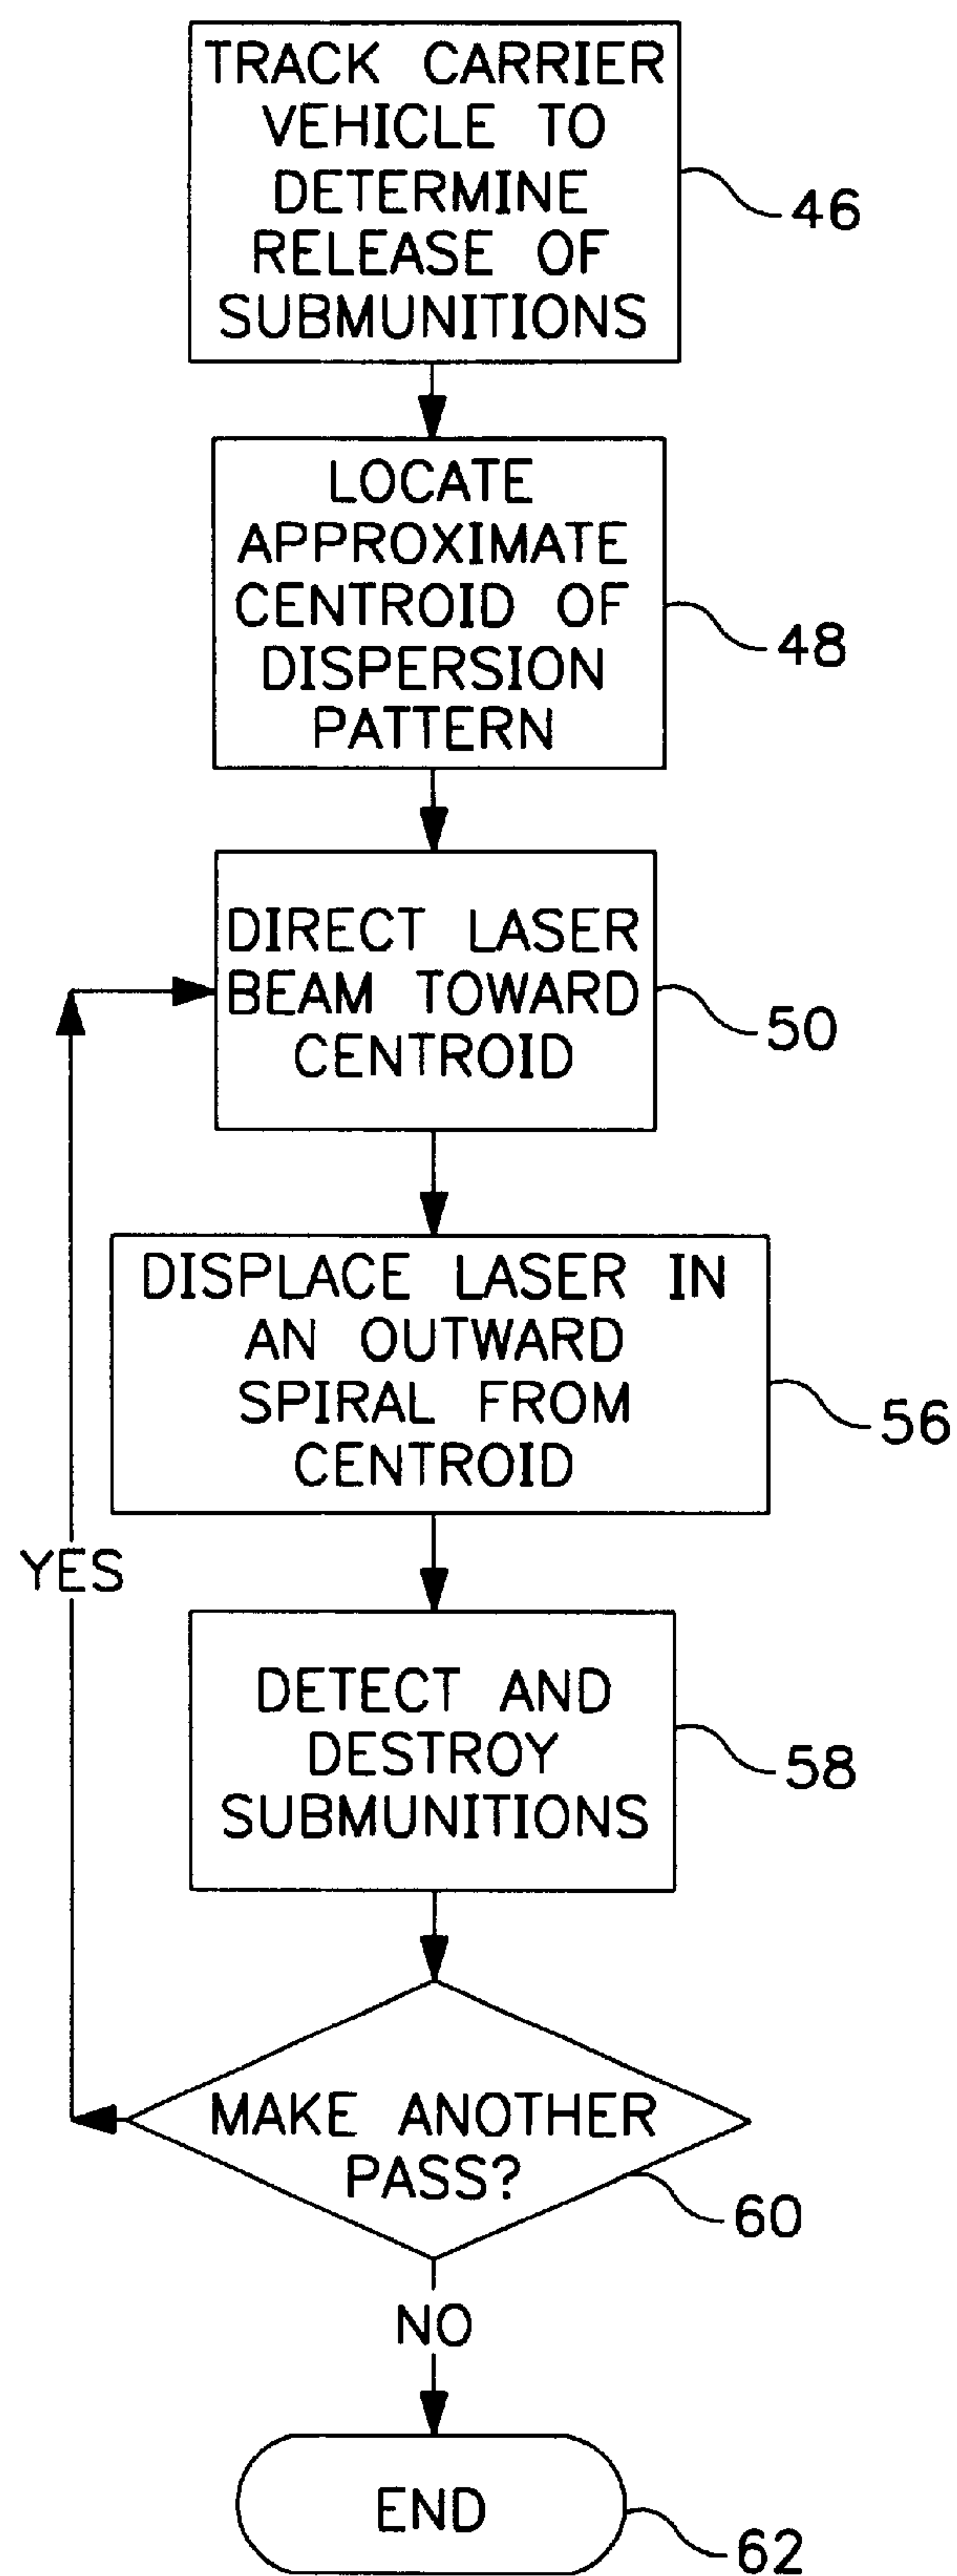 TRACK CARRIER
VEHICLE TO
DETERMINE
RELEASE OF
SUBMUNITIONS
46
LOCATE
APPROXIMATE
CENTROID OF
DISPERSION
PATTERN
48
DIRECT LASER
BEAM TOWARD
CENTROID
50
DISPLACE LASER IN
AN OUTWARD
SPIRAL FROM
CENTROID
56
YES
DETECT AND
DESTROY
SUBMUNITIONS
58
MAKE ANOTHER
PASS?
60
NO
END
62